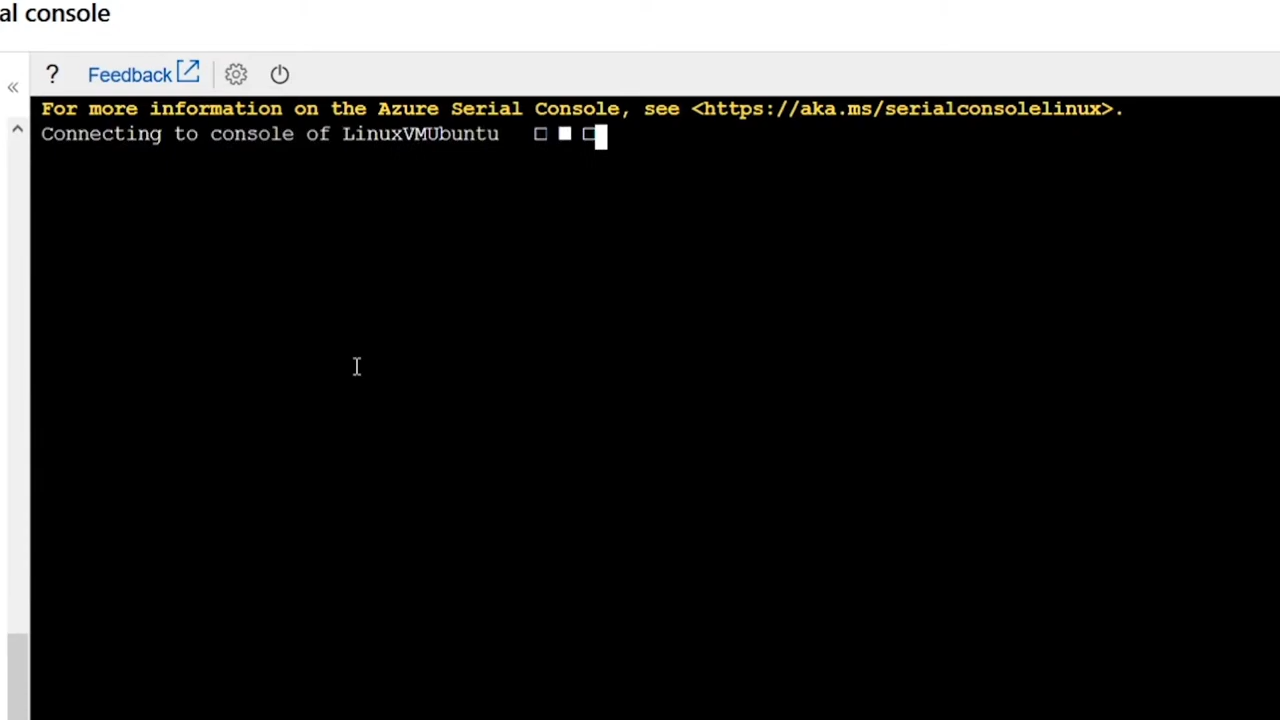 al console
« ? Feedback
For more information on the Azure Serial Console, see <https://aka.ms/serialconsolelinux>.
Connecting to console of LinuxVMUbuntu □ ■ □